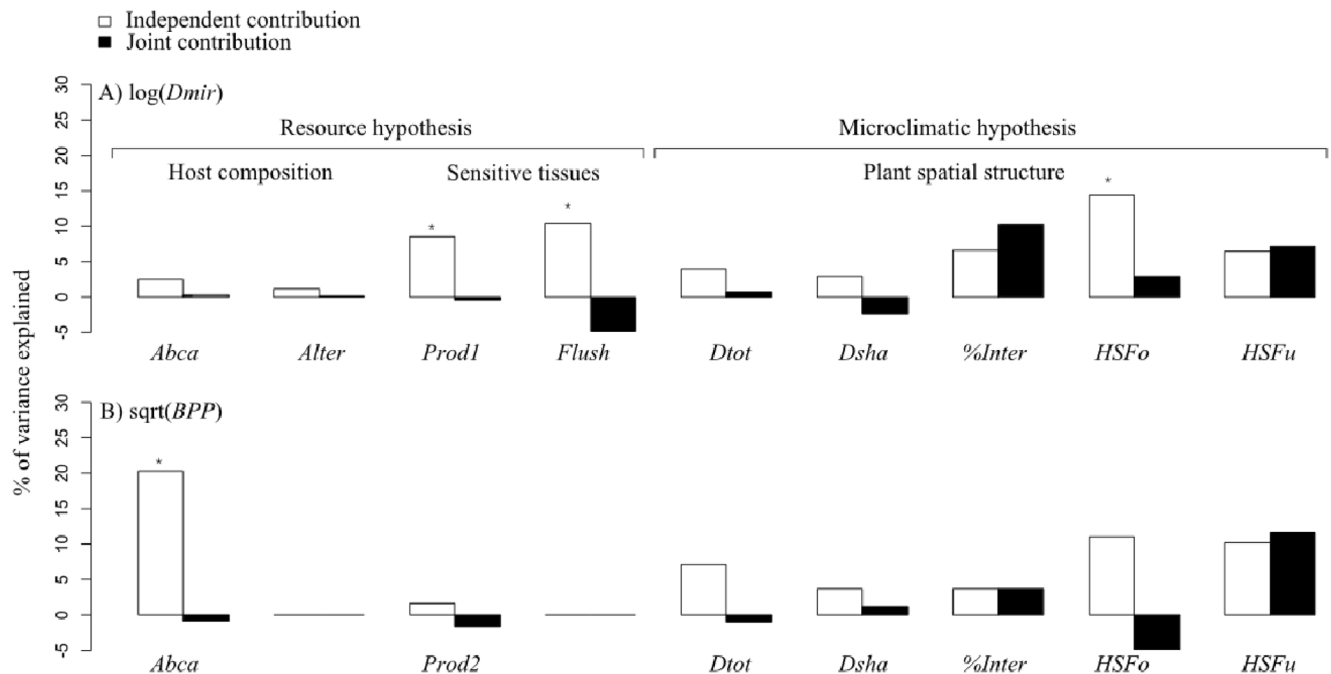 Independent contribution
Joint contribution
% of variance explained
A) log(Dmir)
Resource hypothesis Microclimatic hypothesis
Host composition Sensitive tissues Plant spatial structure
30
25
20
15
10
5
0
-5
* * *
Abca Alter Prod1 Flush Dtot Dsha %Inter HSFo HSFu
B) sqrt(BPP)
30
25
20
15
10
5
0
-5
*
Abca Prod2 Dtot Dsha %Inter HSFo HSFu